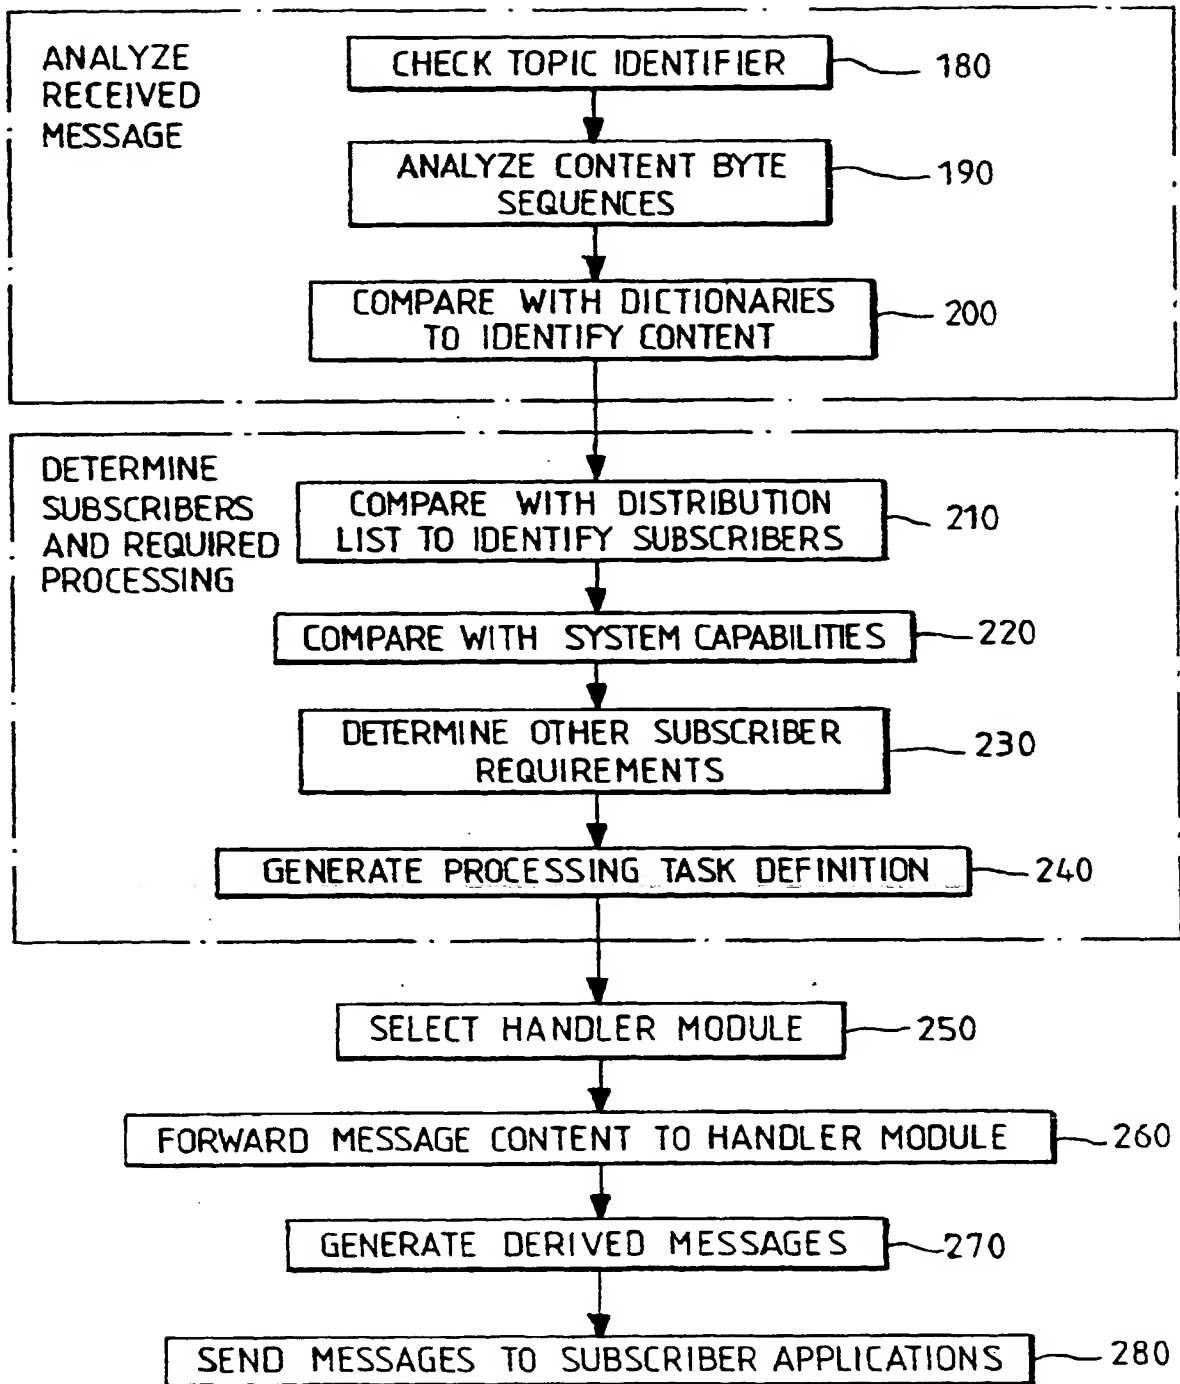 ANALYZE
RECEIVED
MESSAGE
CHECK TOPIC IDENTIFIER
180
ANALYZE CONTENT BYTE
SEQUENCES
190
COMPARE WITH DICTIONARIES
TO IDENTIFY CONTENT
200
DETERMINE
SUBSCRIBERS
AND REQUIRED
PROCESSING
COMPARE WITH DISTRIBUTION
LIST TO IDENTIFY SUBSCRIBERS
210
COMPARE WITH SYSTEM CAPABILITIES
220
DETERMINE OTHER SUBSCRIBER
REQUIREMENTS
230
GENERATE PROCESSING TASK DEFINITION
240
SELECT HANDLER MODULE
250
FORWARD MESSAGE CONTENT TO HANDLER MODULE
260
GENERATE DERIVED MESSAGES
270
SEND MESSAGES TO SUBSCRIBER APPLICATIONS
280